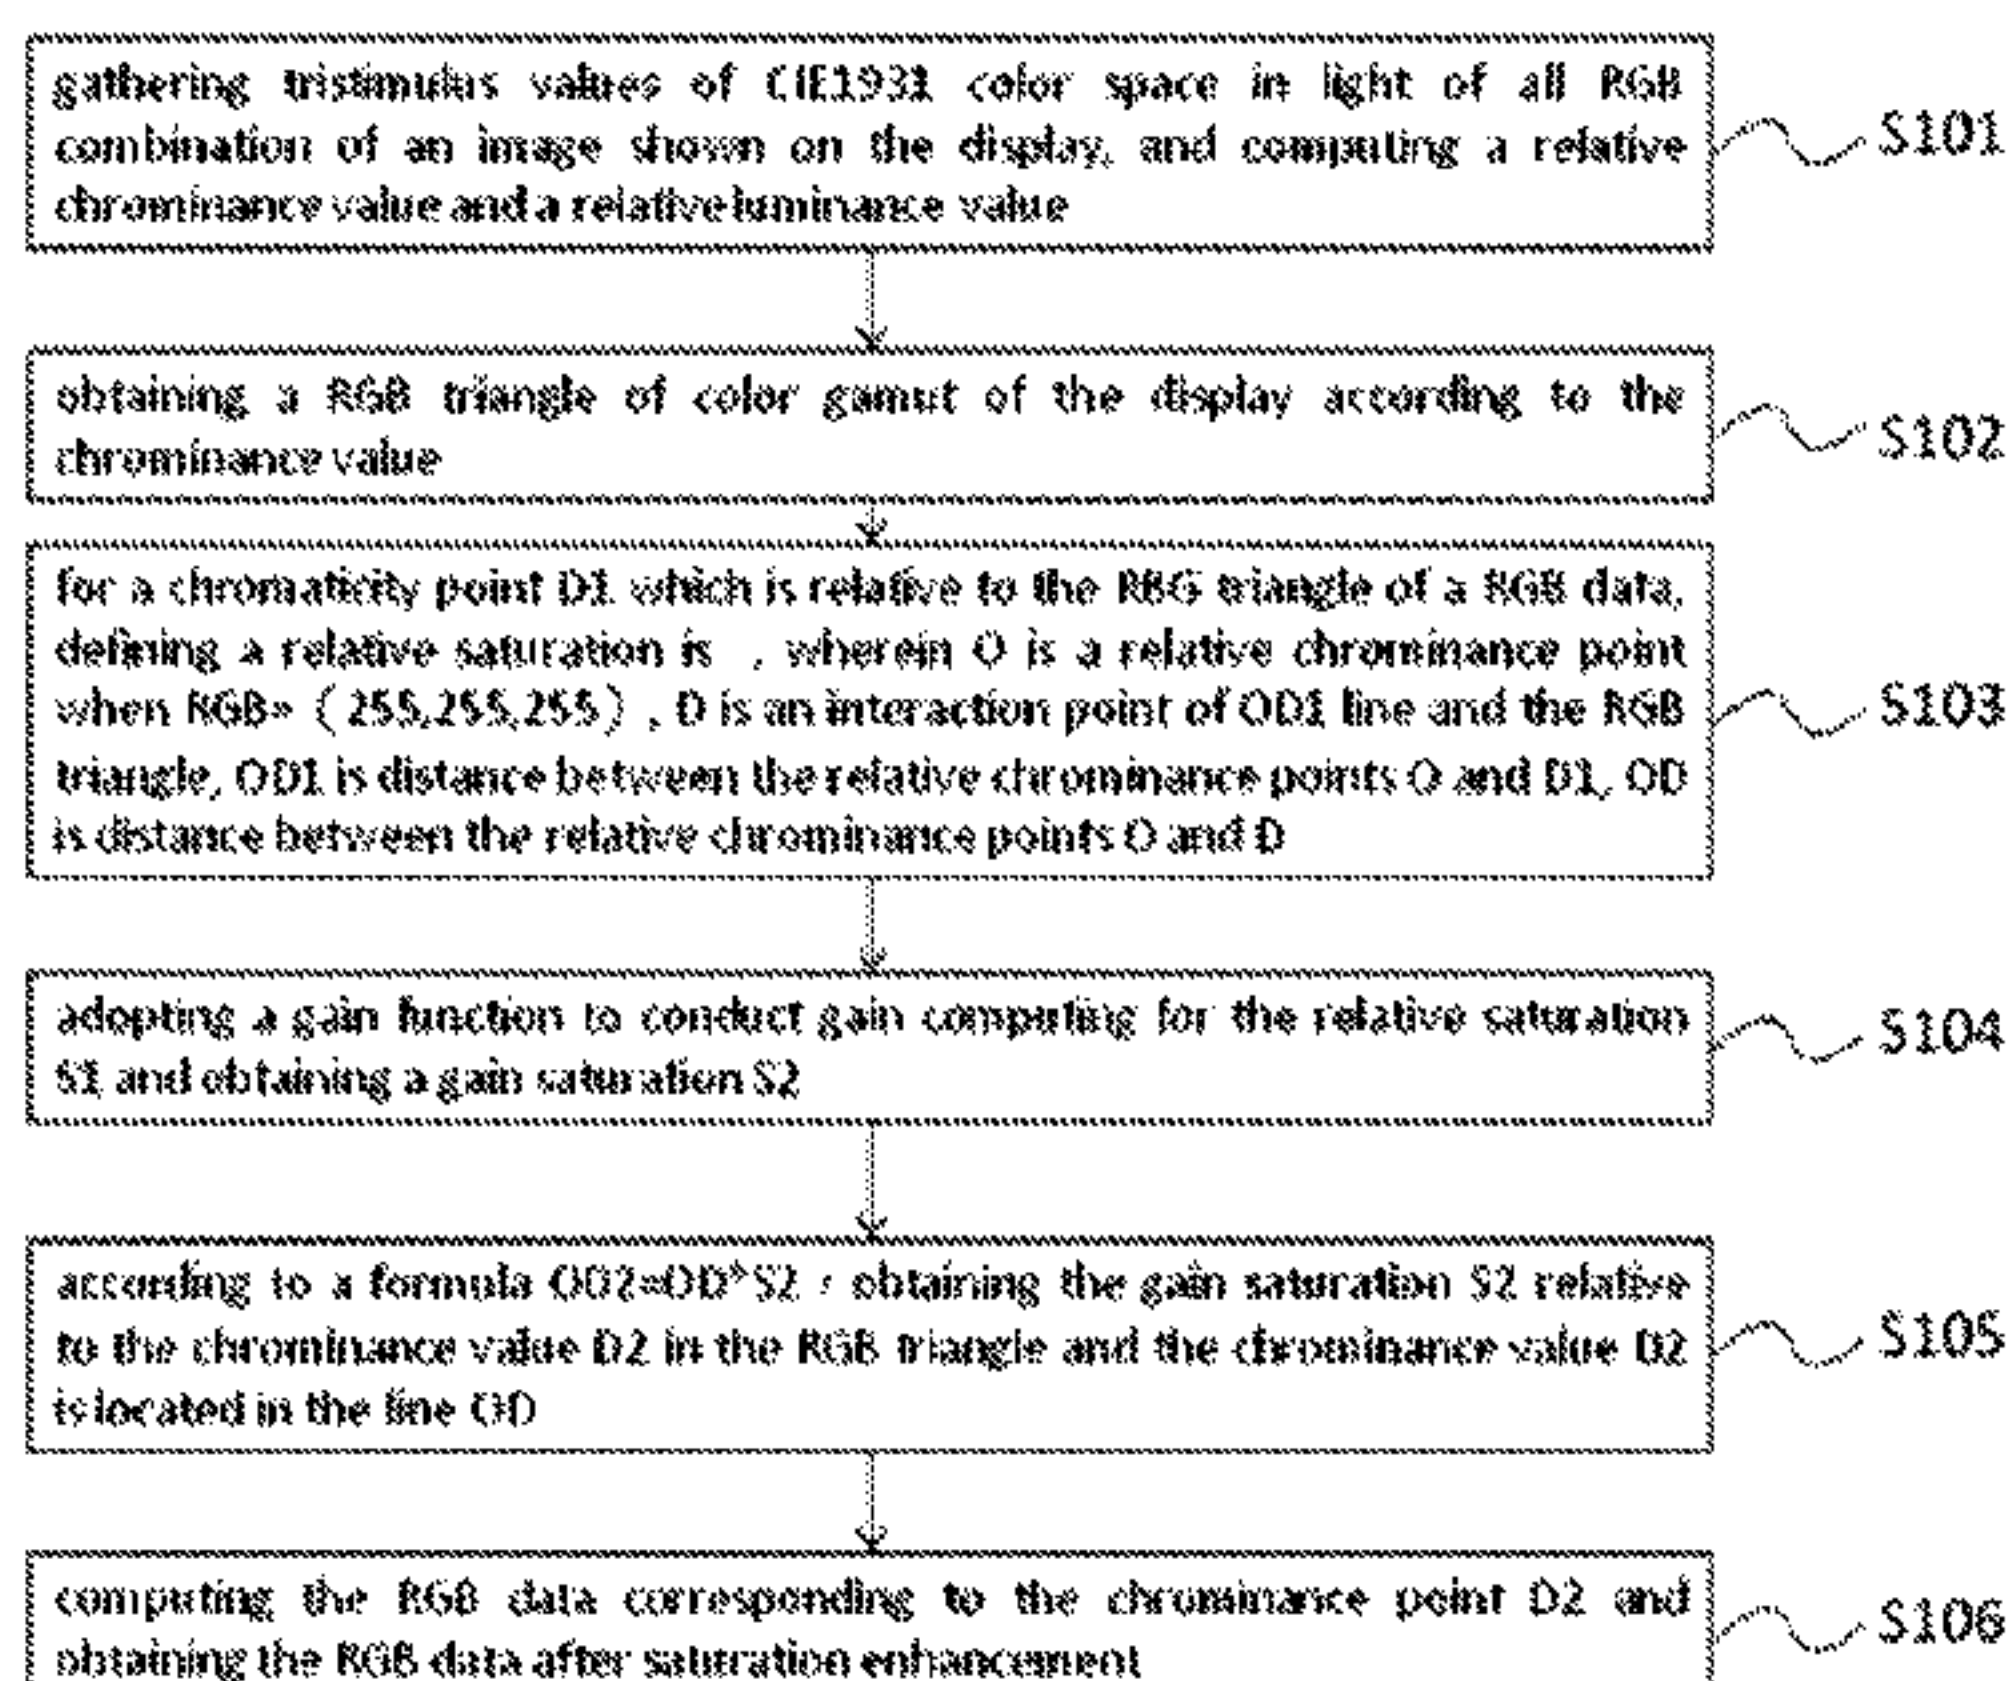 gathering tristimulus values of CIE1931 color space in light of all RGB
combination of an image shown on the display, and computing a relative
chrominance value and a relative luminance value
S101
obtaining a RGB triangle of color gamut of the display according to the
chrominance value
S102
for a chromaticity point D1 which is relative to the RBG triangle of a RGB data,
defining a relative saturation is , wherein O is a relative chrominance point
when RGB= (255,255,255) , D is an interaction point of OD1 line and the RGB
triangle, OD1 is distance between the relative chrominance points O and D1, OD
is distance between the relative chrominance points O and D
S103
adopting a gain function to conduct gain computing for the relative saturation
S1 and obtaining a gain saturation S2
S104
according to a formula OD2=OD*S2 , obtaining the gain saturation S2 relative
to the chrominance value D2 in the RGB triangle and the chrominance value D2
is located in the line OD
S105
computing the RGB data corresponding to the chrominance point D2 and
obtaining the RGB data after saturation enhancement
S106